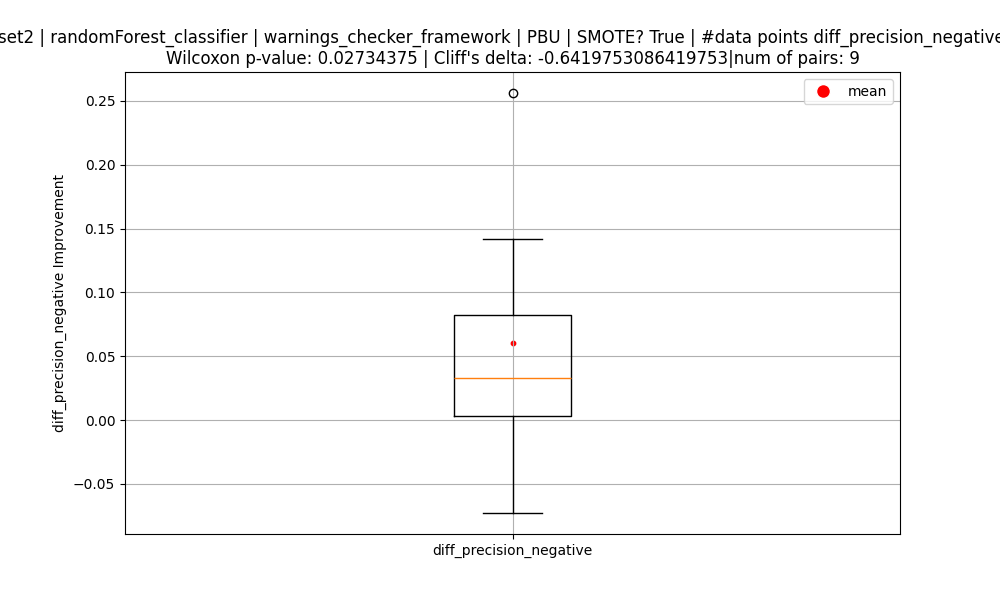 set2 | randomForest_classifier | warnings_checker_framework | PBU | SMOTE? True | #data points diff_precision_negative
Wilcoxon p-value: 0.02734375 | Cliff's delta: -0.6419753086419753|num of pairs: 9
mean
0.25
0.20
0.15
0.10
0.05
0.00
−0.05
diff_precision_negative Improvement
diff_precision_negative